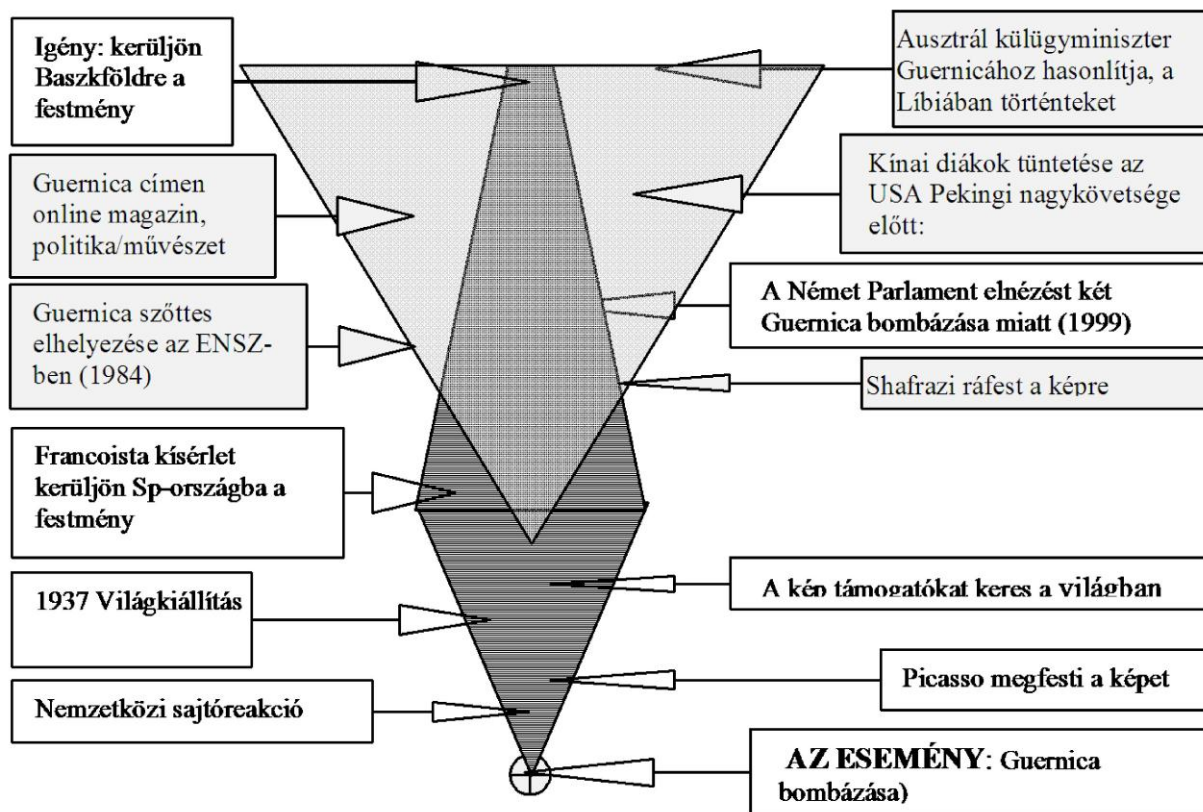 Igény: kerüljön
Baszkföldre a
festmény
Ausztrál külügyminiszter
Guernicához hasonlítja, a
Líbiában történteket
Guernica címen
online magazin,
politika/művészet
Kínai diákok tüntetése az
USA Pekingi nagykövetsége
előtt:
Guernica szőttes
elhelyezése az ENSZ-
ben (1984)
A Német Parlament elnézést két
Guernica bombázása miatt (1999)
Shafrazi ráfest a képre
Francoista kísérlet
kerüljön Sp-országba a
festmény
1937 Világkiállítás
A kép támogatókat keres a világban
Picasso megfesti a képet
Nemzetközi sajtóreakció
AZ ESEMÉNY: Guernica
bombázása)